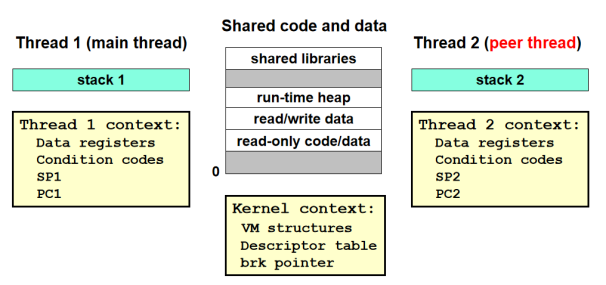 Thread 1 (main thread)
stack 1
Thread 1 context:
Data registers
Condition codes
SP1
PC1
Shared code and data
shared libraries
run-time heap
read/write data
read-only code/data
0
Kernel context:
VM structures
Descriptor table
brk pointer
Thread 2 (peer thread)
stack 2
Thread 2 context:
Data registers
Condition codes
SP2
PC2